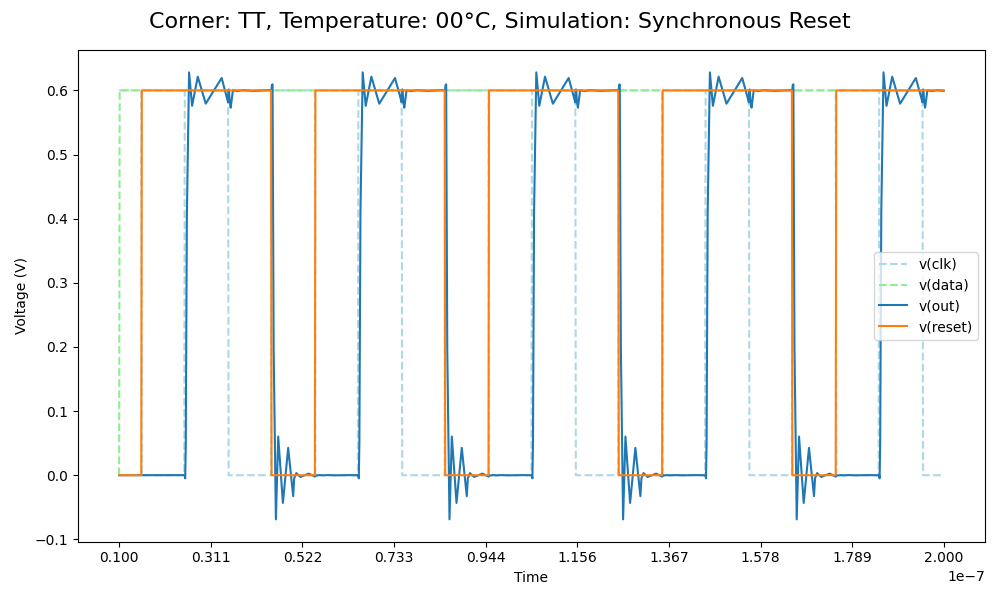 Corner: TT, Temperature: 00°C, Simulation: Synchronous Reset
Voltage (V)
0.6
0.5
0.4
0.3
0.2
0.1
0.0
−0.1
v(clk)
v(data)
v(out)
v(reset)
0.100 0.311 0.522 0.733 0.944 1.156 1.367 1.578 1.789 2.000
Time
1e−7